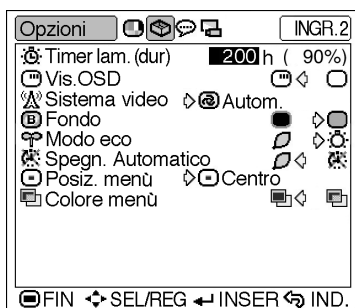 Opzioni INGR.2
Timer lam. (dur) 200 h ( 90%)
Vis.OSD
Sistema video Autom.
B Fondo
Modo eco
Spegn. Automatico
Posiz. menù Centro
Colore menù
FIN SEL/REG INSER IND.